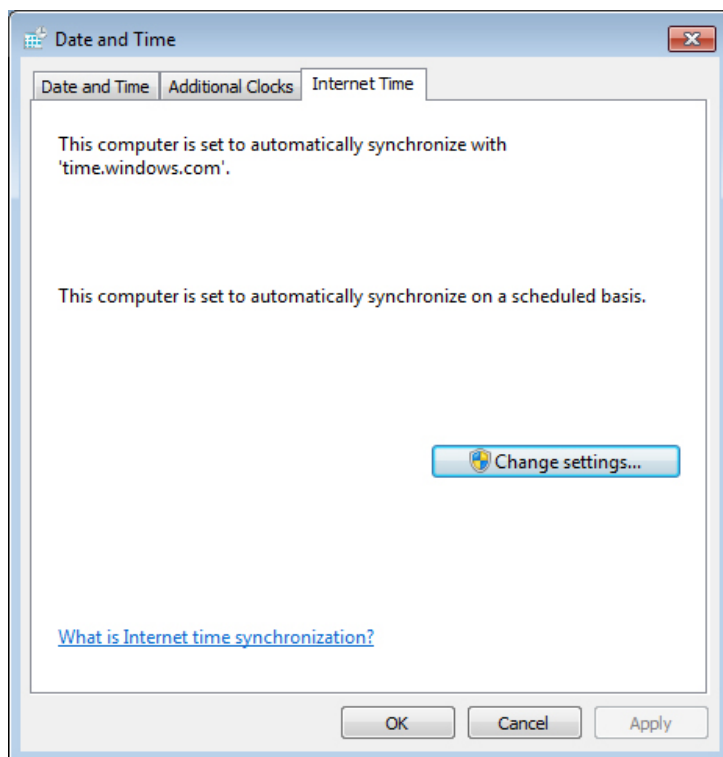 Date and Time
Date and Time
Additional Clocks
Internet Time
This computer is set to automatically synchronize with
'time.windows.com'.
This computer is set to automatically synchronize on a scheduled basis.
Change settings...
What is Internet time synchronization?
OK
Cancel
Apply